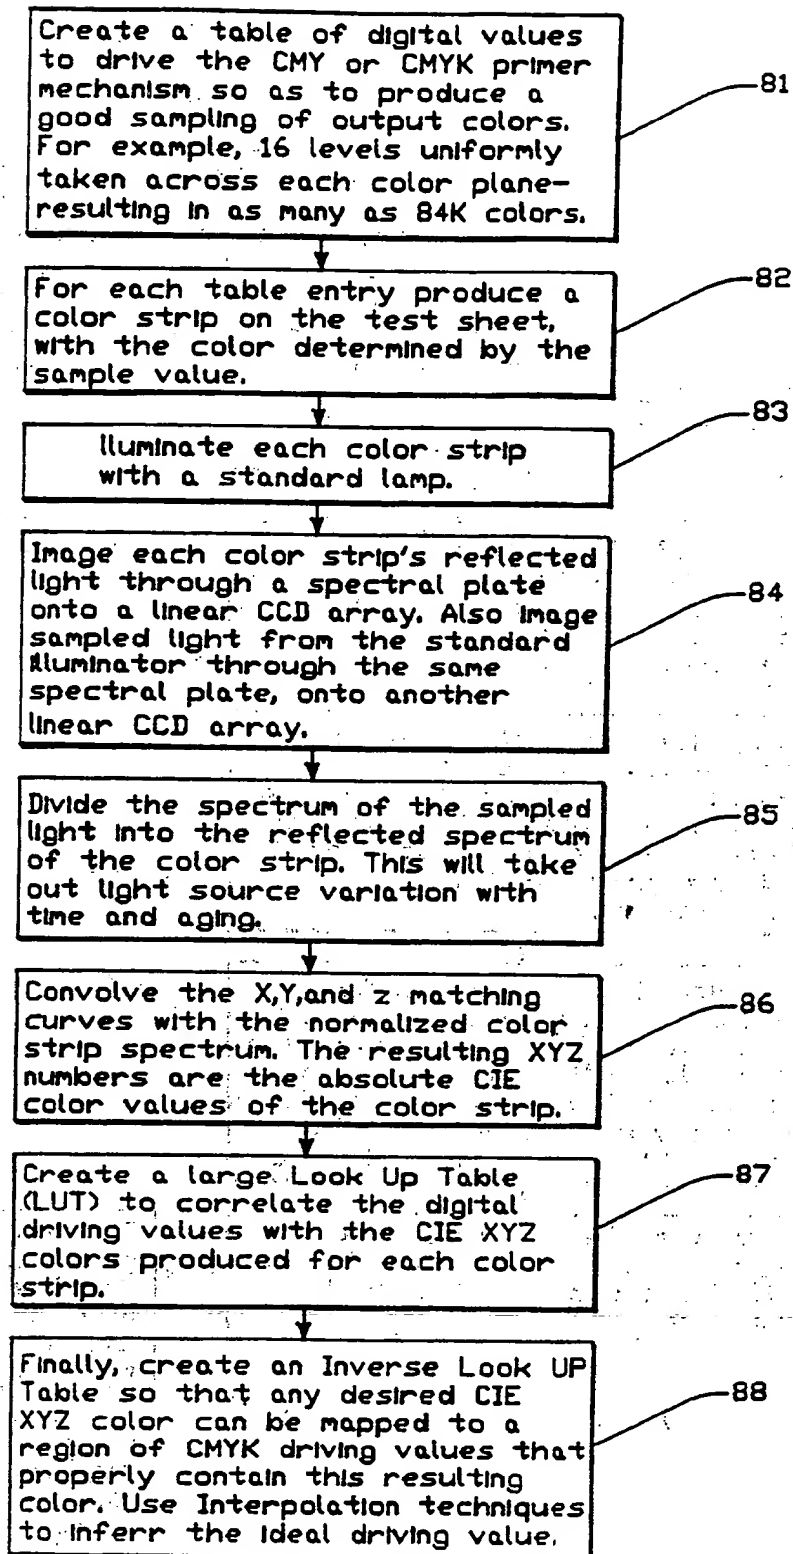 Create a table of digital values
to drive the CMY or CMYK primer
mechanism so as to produce a
good sampling of output colors.
For example, 16 levels uniformly
taken across each color plane-
resulting in as many as 84K colors.
81
For each table entry produce a
color strip on the test sheet,
with the color determined by the
sample value.
82
Iluminate each color strip
with a standard lamp.
83
Image each color strip's reflected
light through a spectral plate
onto a linear CCD array. Also image
sampled light from the standard
illuminator through the same
spectral plate, onto another
linear CCD array.
84
Divide the spectrum of the sampled
light into the reflected spectrum
of the color strip. This will take
out light source variation with
time and aging.
85
Convolve the X,Y,and z matching
curves with the normalized color
strip spectrum. The resulting XYZ
numbers are the absolute CIE
color values of the color strip.
86
Create a large Look Up Table
(LUT) to correlate the digital
driving values with the CIE XYZ
colors produced for each color
strip.
87
Finally, create an Inverse Look UP
Table so that any desired CIE
XYZ color can be mapped to a
region of CMYK driving values that
properly contain this resulting
color. Use Interpolation techniques
to inferr the ideal driving value.
88